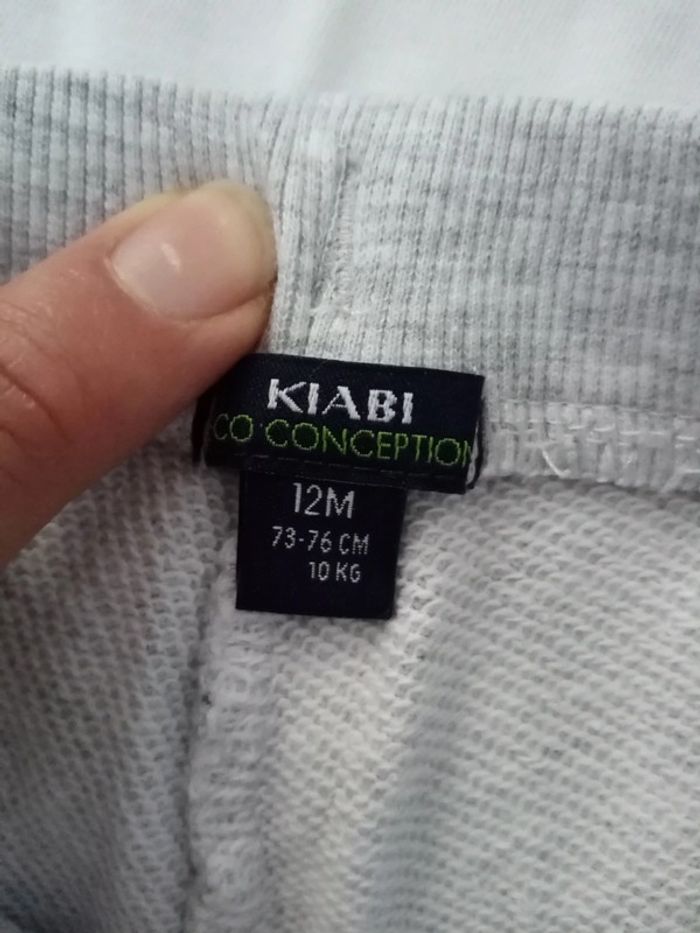 KIABI
CO·CONCEPTION
12M
73-76 CM
10 KG